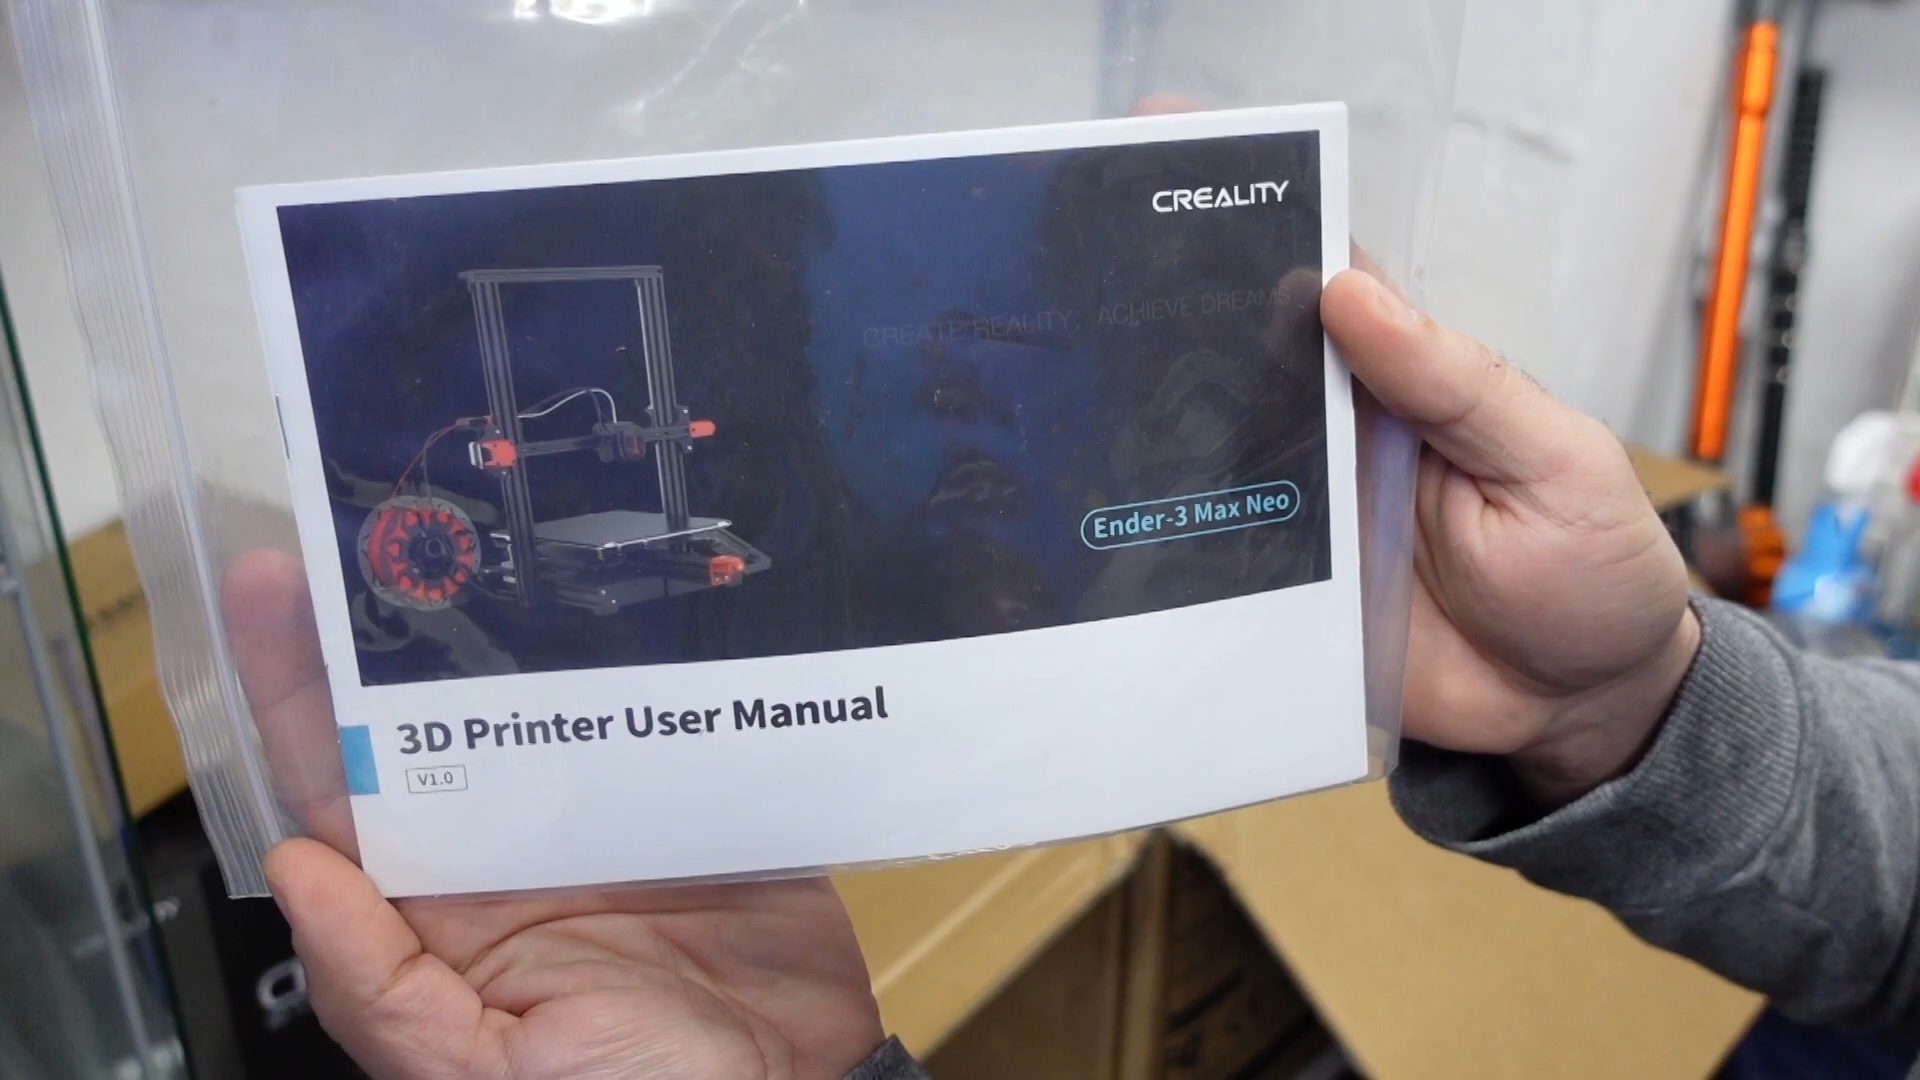 CREALITY
CREATE REALITY, ACHIEVE DREAMS
Ender-3 Max Neo
3D Printer User Manual
V1.0